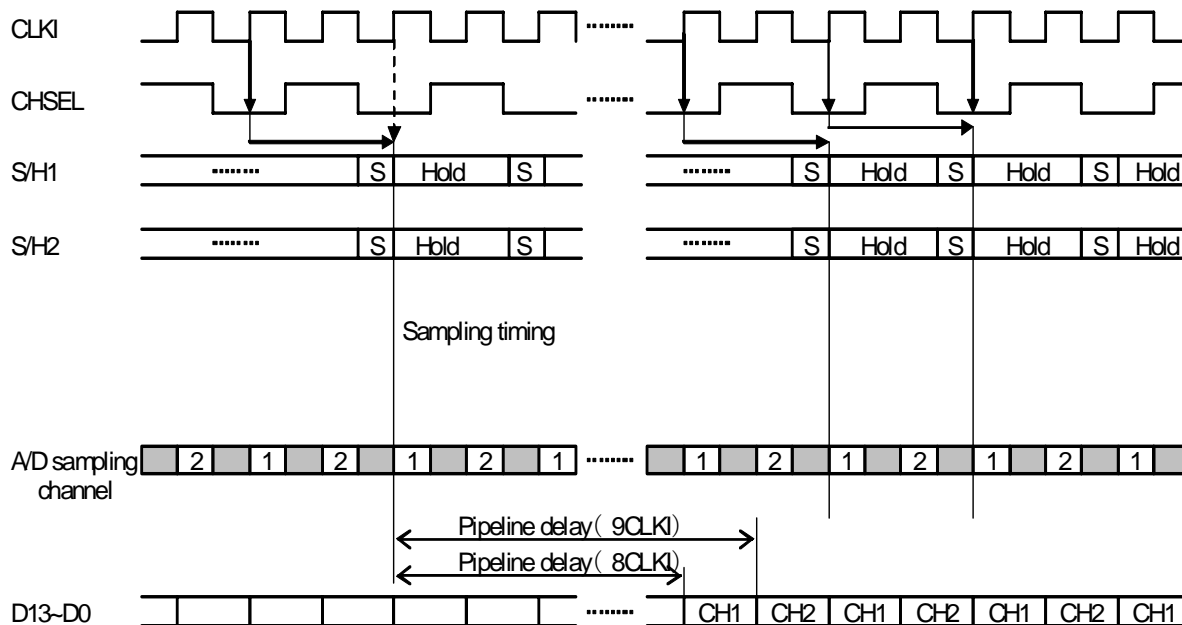 CLKI
CHSEL
S/H1 S Hold S S Hold S Hold S Hold
S/H2 S Hold S S Hold S Hold S Hold
Sampling timing
A/D sampling 2 1 2 1 2 1 1 2 1 2 1 2 1
channel
Pipeline delay( 9CLKI)
Pipeline delay( 8CLKI)
D13~D0 CH1 CH2 CH1 CH2 CH1 CH2 CH1